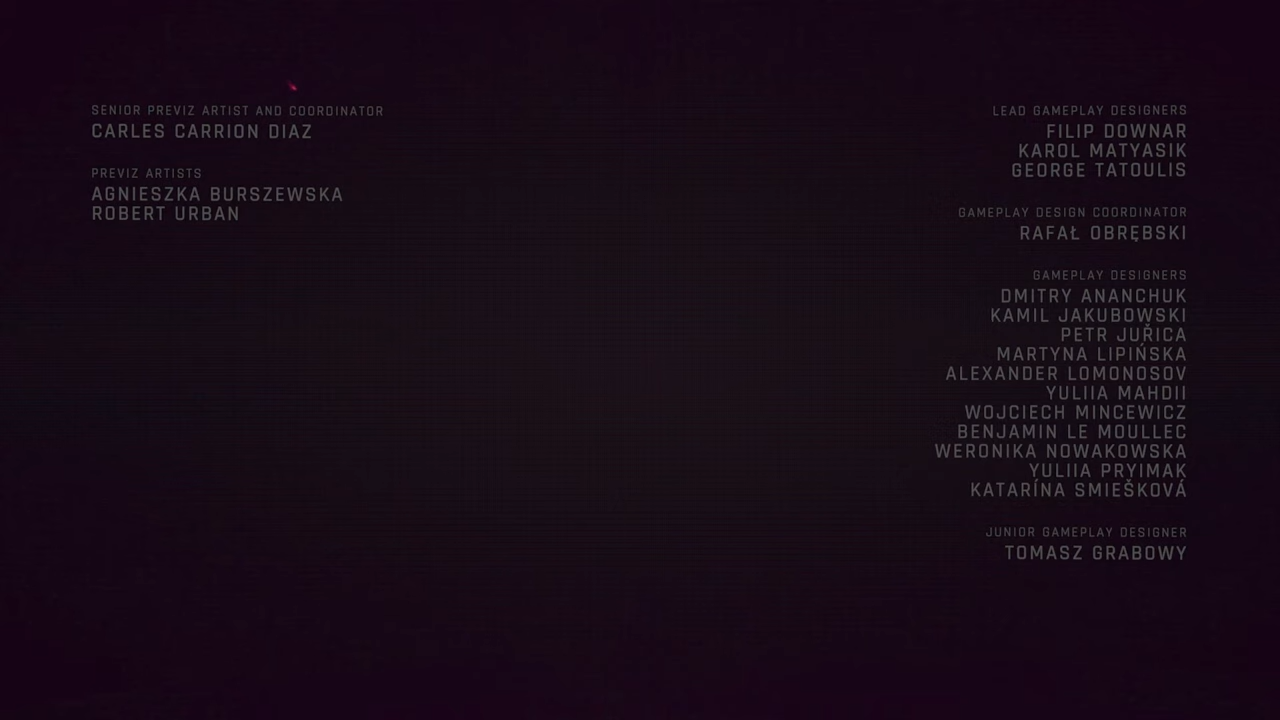 SENIOR PREVIZ ARTIST AND COORDINATOR
CARLES CARRION DIAZ
PREVIZ ARTISTS
AGNIESZKA BURSZEWSKA
ROBERT URBAN
LEAD GAMEPLAY DESIGNERS
FILIP DOWNAR
KAROL MATYASIK
GEORGE TATOULIS
GAMEPLAY DESIGN COORDINATOR
RAFAŁ OBRĘBSKI
GAMEPLAY DESIGNERS
DMITRY ANANCHUK
KAMIL JAKUBOWSKI
PETR JUŘICA
MARTYNA LIPIŃSKA
ALEXANDER LOMONOSOV
YULIIA MAHDII
WOJCIECH MINCEWICZ
BENJAMIN LE MOULLEC
WERONIKA NOWAKOWSKA
YULIIA PRYIMAK
KATARÍNA SMIEŠKOVÁ
JUNIOR GAMEPLAY DESIGNER
TOMASZ GRABOWY